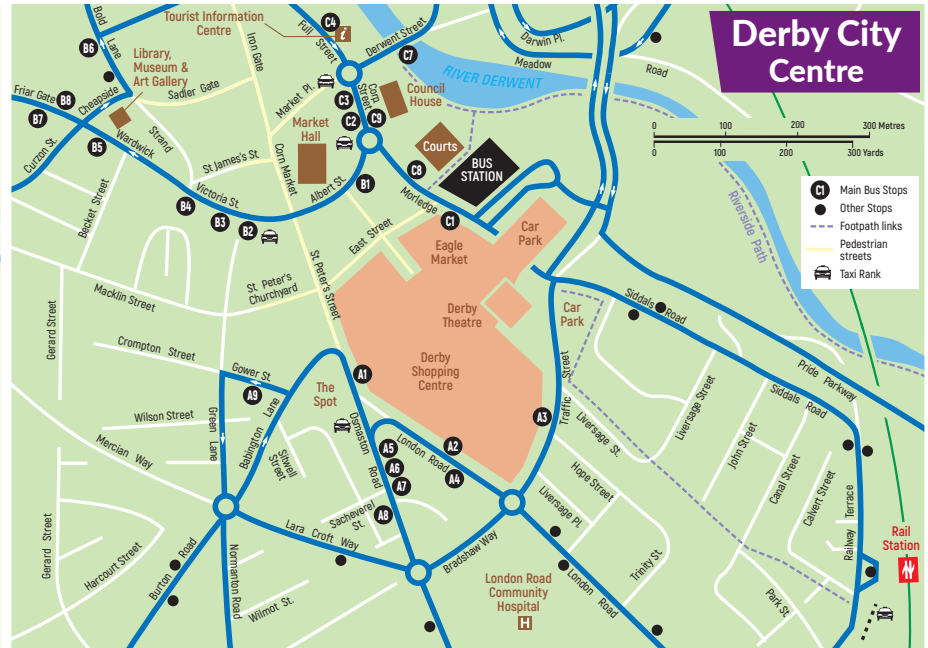 Derby City
Centre
0 100 200 300 Metres
0 100 200 300 Yards
C1 Main Bus Stops
Other Stops
Footpath links
Pedestrian
streets
Taxi Rank
Tourist Information
Centre
i
C4
Full
Street
Derwent Street
C7
Darwin Pl.
Meadow
Road
RIVER DERWENT
Bold
Lane
B6
Library,
Museum &
Art Gallery
Iron Gate
Sadler Gate
Market Pl.
C3
C2
C9
Corp.
Street
Council
House
Friar Gate
B8
B7
Cheapside
Curzon St.
B5
Wardwick
Strand
St James's St
Market
Hall
Corn Market
Albert St.
B1
Courts
BUS
STATION
C8
Morledge
C1
Becket Street
Victoria St
B4
B3
B2
East Street
Eagle
Market
Car
Park
Riverside Path
St Peter's
Churchyard
St Peter's Street
Macklin Street
Gerard Street
Crompton Street
Derby
Theatre
Car
Park
Siddals Road
Pride Parkway
Siddals Road
Derby
Shopping
Centre
Traffic Street
Gower St
A9
The
Spot
A1
A3
Wilson Street
Green Lane
Babington Lane
Osmaston Road
London Road
A2
A5
A4
A6
A7
A8
Mercian Way
Sitwell
Street
Sacheverel
St.
Liversage Street
Liversage St.
John Street
Canal Street
Calvert Street
Hope Street
Liversage Pl.
Trinity St.
Railway Terrace
Rail
Station
Park St
Gerard Street
Harcourt Street
Burton Road
Normanton Road
Wilmot St.
Lara Croft Way
Bradshaw Way
London Road
Community
Hospital
H
London Road